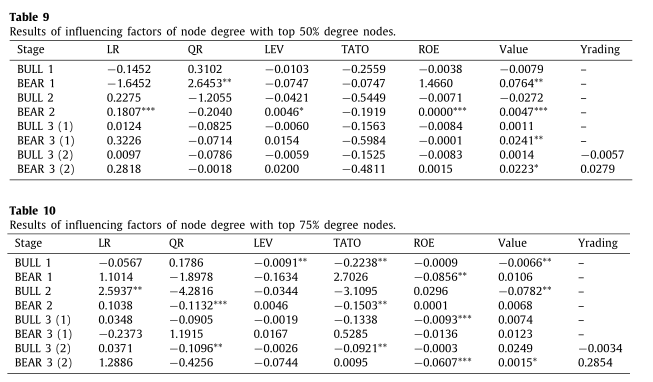 Table 9
Results of influencing factors of node degree with top 50% degree nodes.
Stage LR QR LEV TATO ROE Value Yrading
BULL 1 −0.1452 0.3102 −0.0103 −0.2559 −0.0038 −0.0079 –
BEAR 1 −1.6452 2.6453** −0.0747 −0.0747 1.4660 0.0764** –
BULL 2 0.2275 −1.2055 −0.0421 −0.5449 −0.0071 −0.0272 –
BEAR 2 0.1807*** −0.2040 0.0046* −0.1919 0.0000*** 0.0047*** –
BULL 3 (1) 0.0124 −0.0825 −0.0060 −0.1563 −0.0084 0.0011 –
BEAR 3 (1) 0.3226 −0.0714 0.0154 −0.5984 −0.0001 0.0241** –
BULL 3 (2) 0.0097 −0.0786 −0.0059 −0.1525 −0.0083 0.0014 −0.0057
BEAR 3 (2) 0.2818 −0.0018 0.0200 −0.4811 0.0015 0.0223* 0.0279
Table 10
Results of influencing factors of node degree with top 75% degree nodes.
Stage LR QR LEV TATO ROE Value Yrading
BULL 1 −0.0567 0.1786 −0.0091** −0.2238** −0.0009 −0.0066** –
BEAR 1 1.1014 −1.8978 −0.1634 2.7026 −0.0856** 0.0106 –
BULL 2 2.5937** −4.2816 −0.0344 −3.1095 0.0296 −0.0782** –
BEAR 2 0.1038 −0.1132*** 0.0046 −0.1503** 0.0001 0.0068 –
BULL 3 (1) 0.0348 −0.0905 −0.0019 −0.1338 −0.0093*** 0.0074 –
BEAR 3 (1) −0.2373 1.1915 0.0167 0.5285 −0.0136 0.0123 –
BULL 3 (2) 0.0371 −0.1096** −0.0026 −0.0921** −0.0003 0.0249 −0.0034
BEAR 3 (2) 1.2886 −0.4256 −0.0744 0.0095 −0.0607*** 0.0015* 0.2854